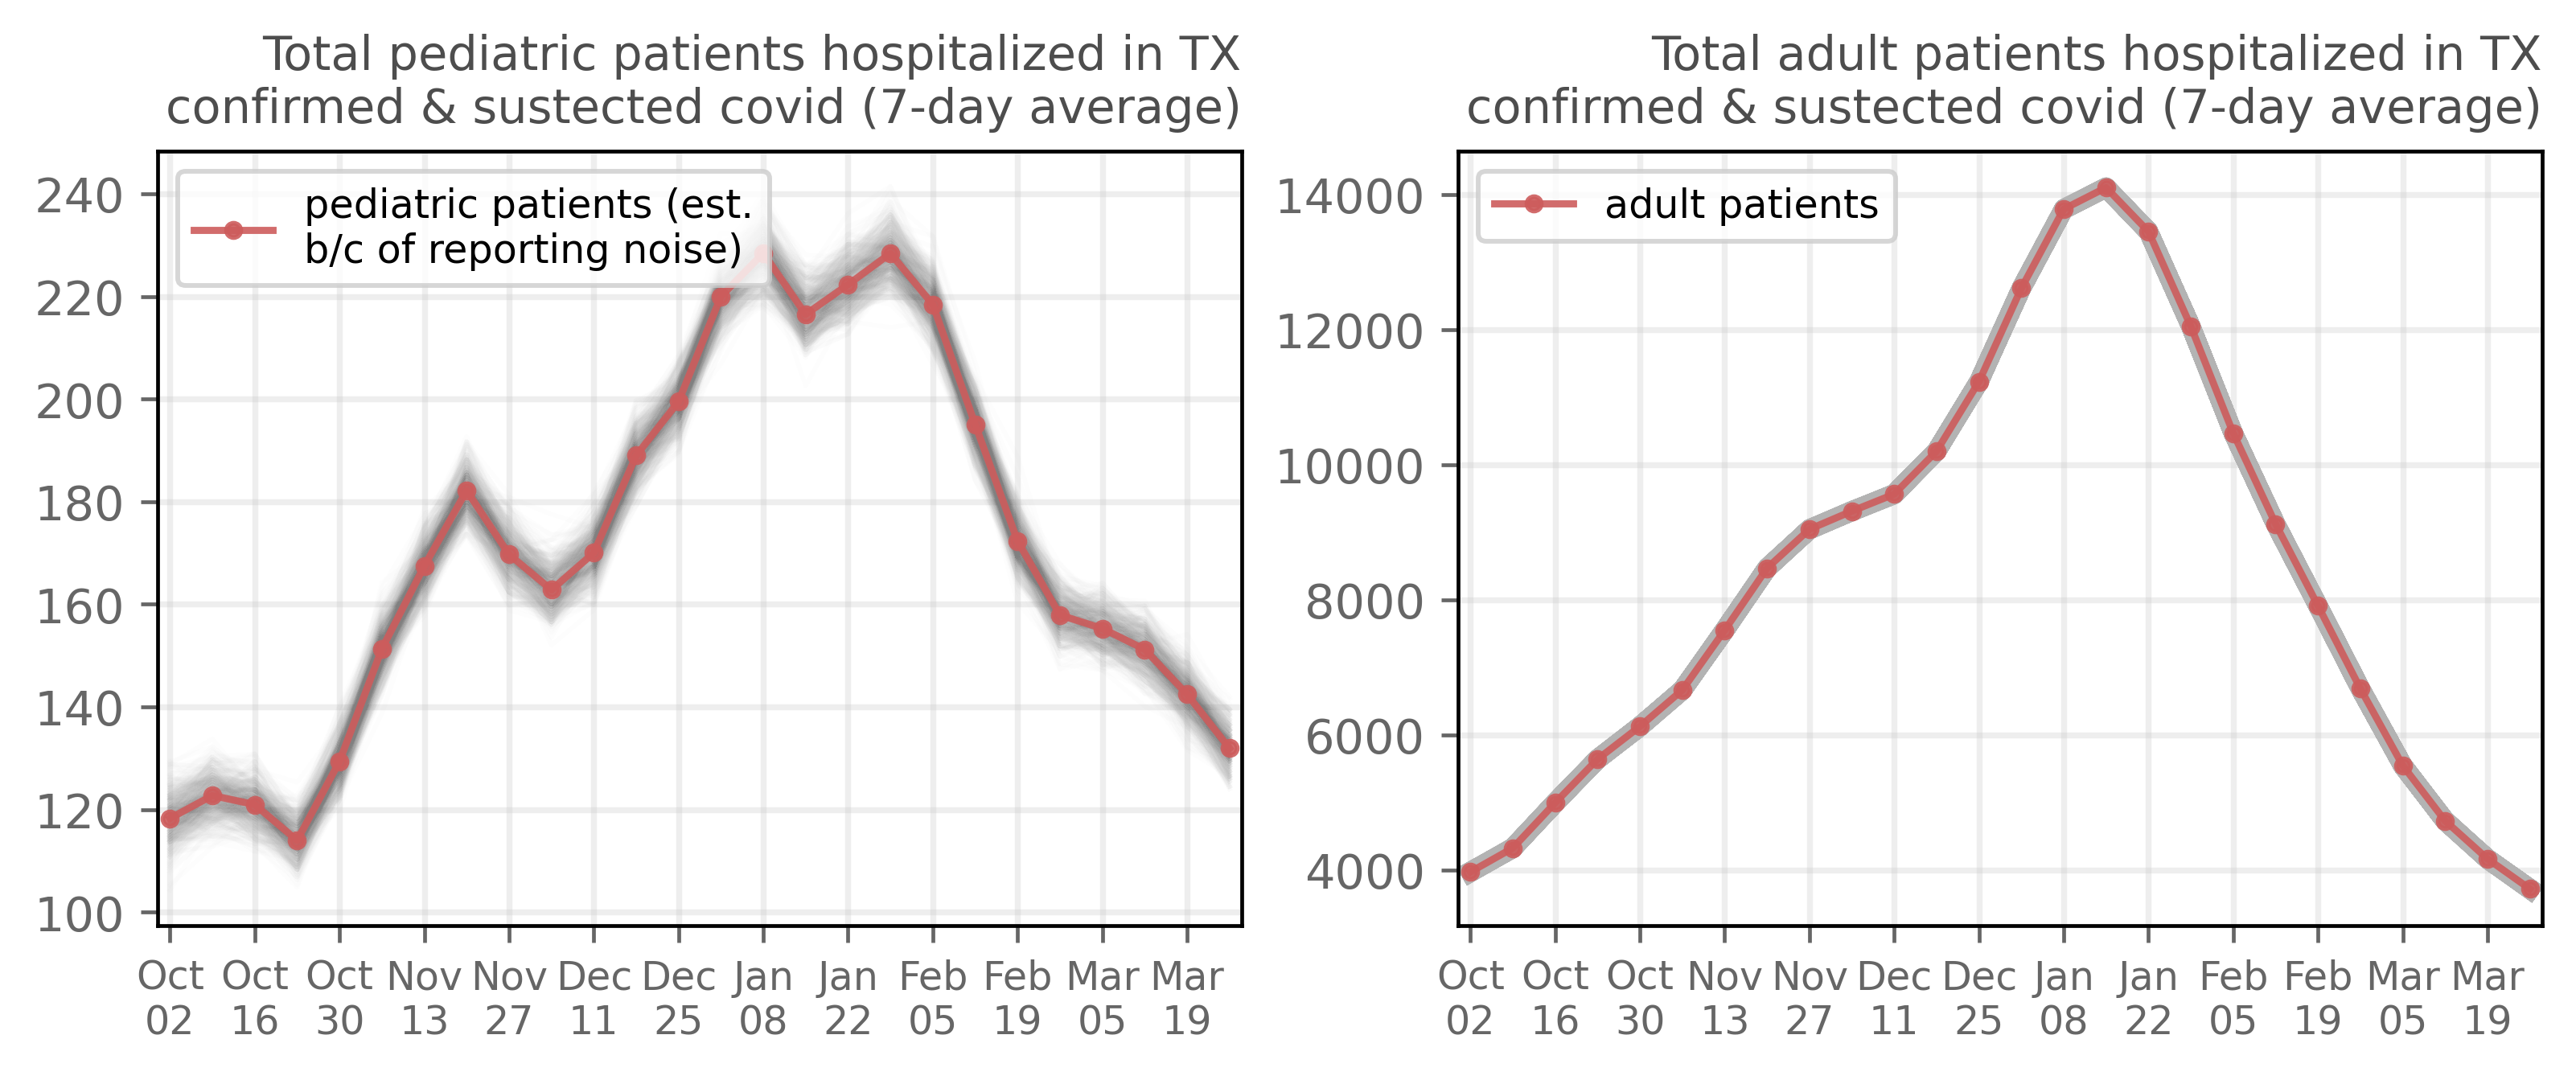 Total pediatric patients hospitalized in TX
confirmed & sustected covid (7-day average)
240
220
200
180
160
140
120
100
pediatric patients (est.
b/c of reporting noise)
Oct Oct Oct Nov Nov Dec Dec Jan Jan Feb Feb Mar Mar
02 16 30 13 27 11 25 08 22 05 19 05 19
Total adult patients hospitalized in TX
confirmed & sustected covid (7-day average)
14000
12000
10000
8000
6000
4000
adult patients
Oct Oct Oct Nov Nov Dec Dec Jan Jan Feb Feb Mar Mar
02 16 30 13 27 11 25 08 22 05 19 05 19